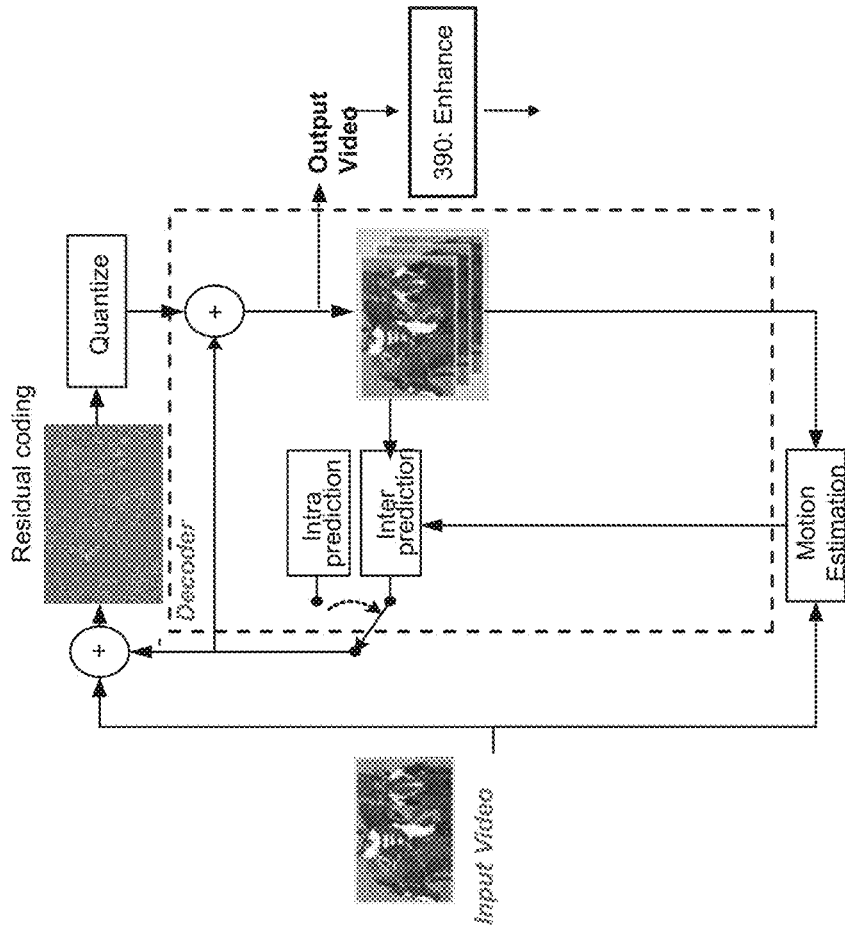 Residual coding
Quantize
+
+
Decoder
Intra
prediction
Inter
prediction
Output
Video
390: Enhance
Motion
Estimation
Input Video